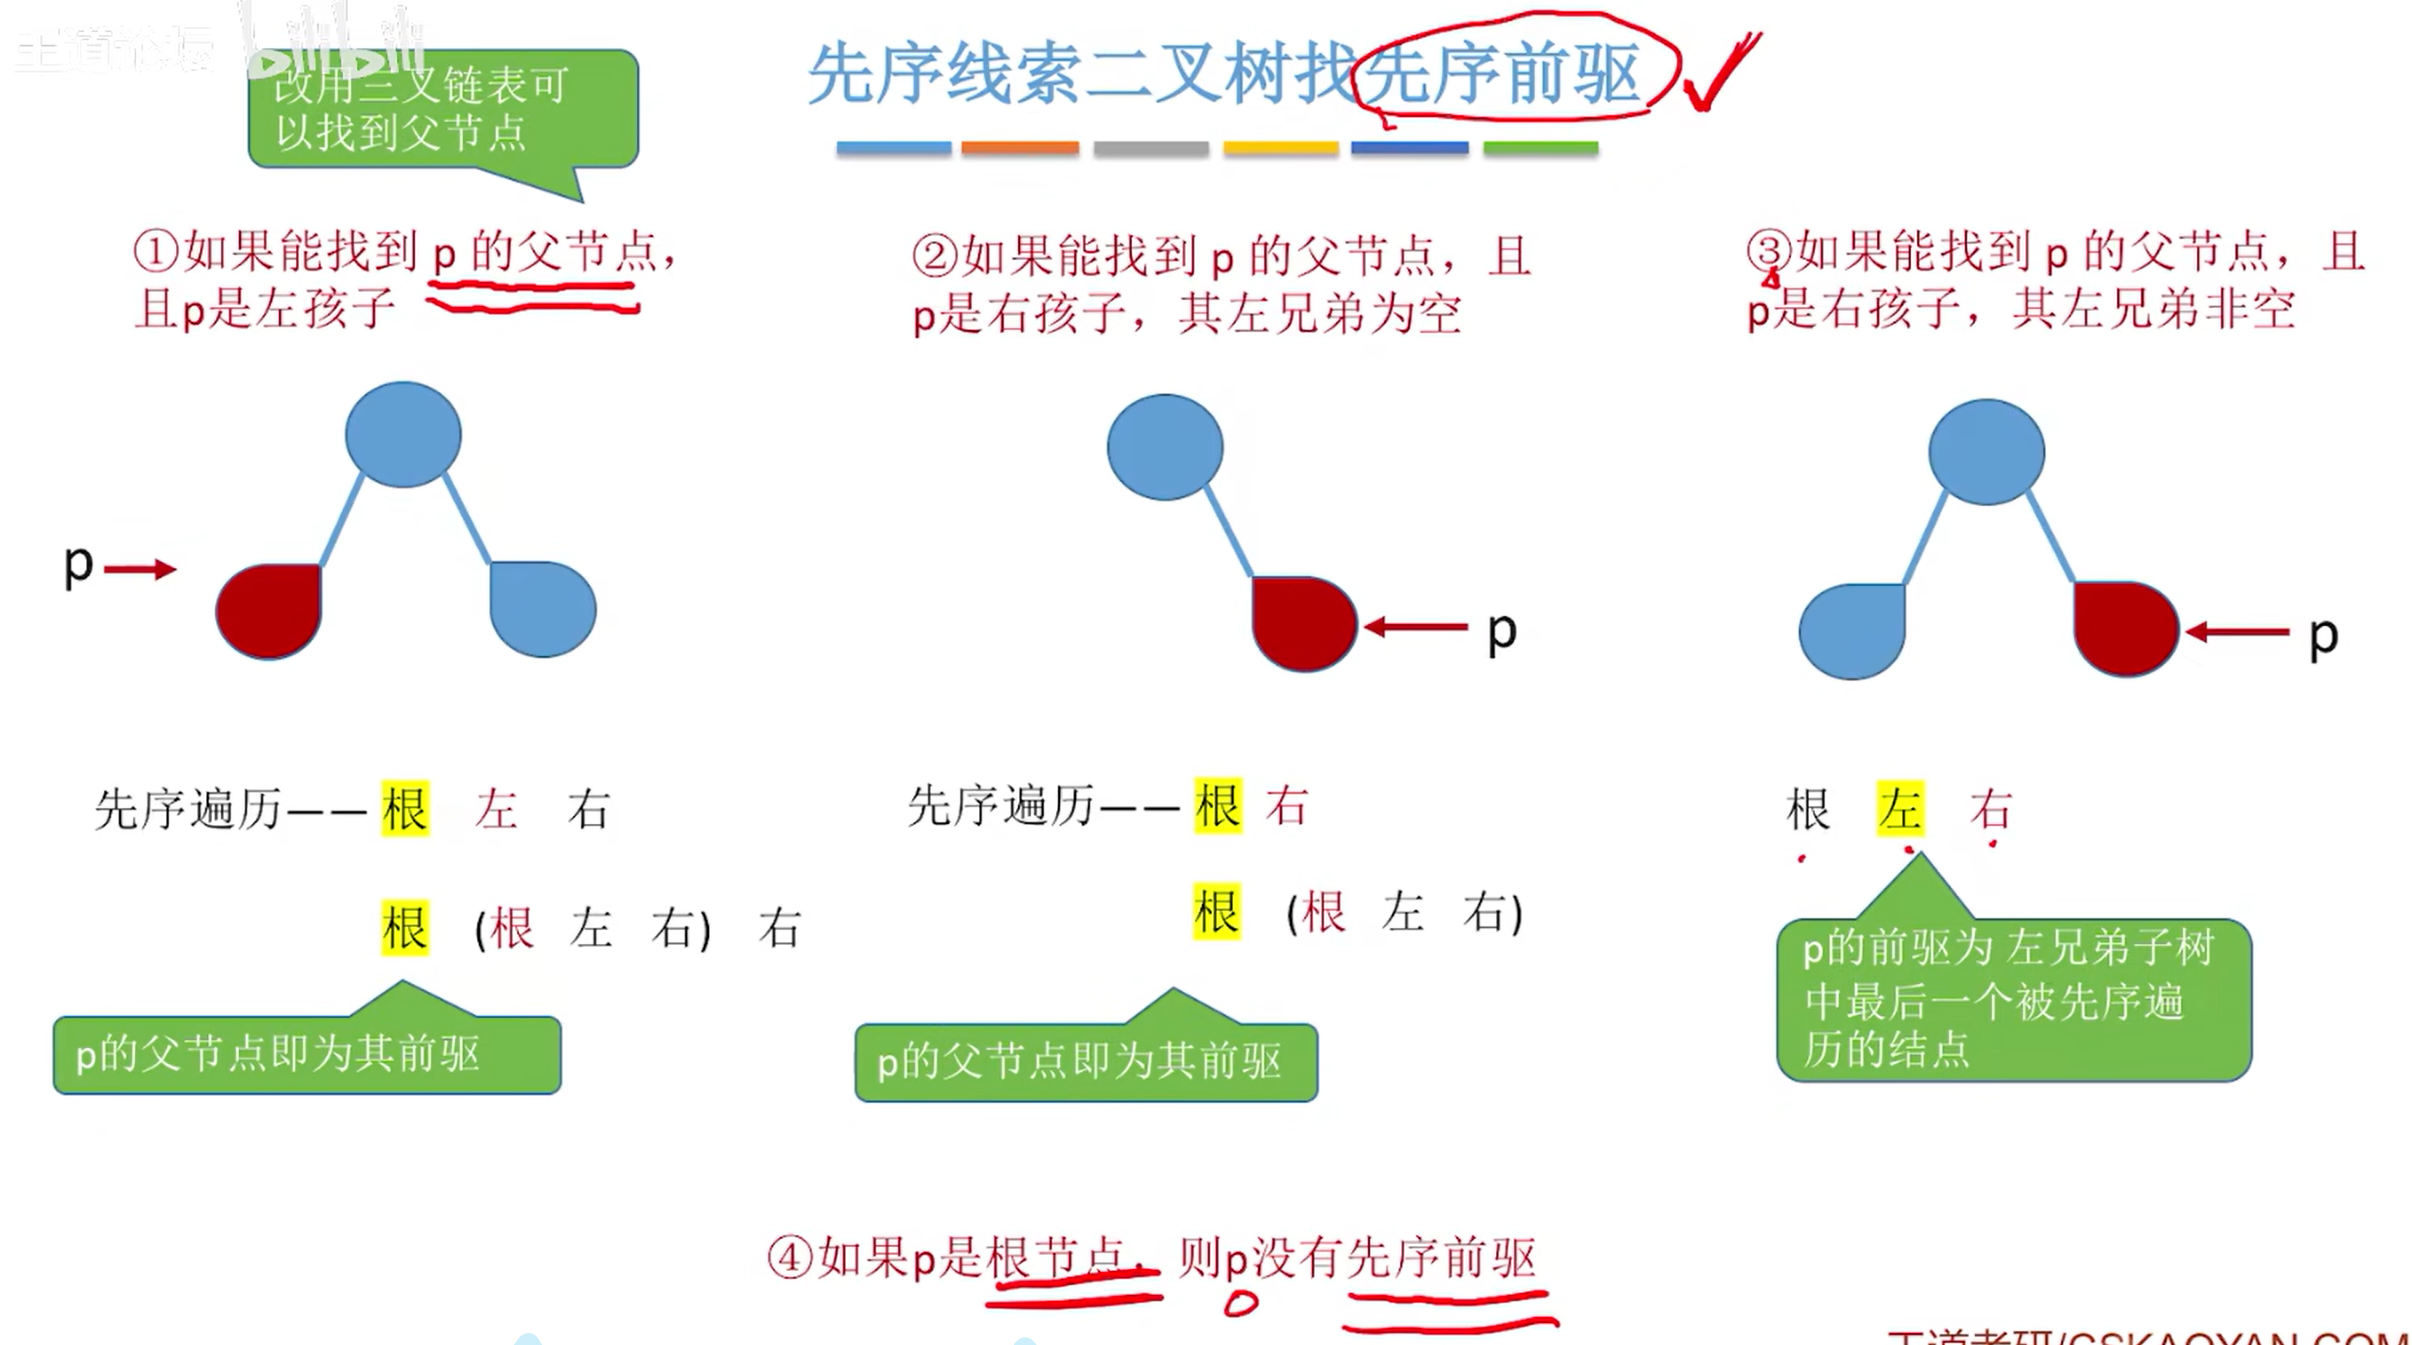 王道论坛
bilibili
改用三叉链表可
以找到父节点
先序线索二叉树找先序前驱
①如果能找到 p 的父节点，
且p是左孩子
p
先序遍历—— 根 左 右
根 (根 左 右) 右
p的父节点即为其前驱
②如果能找到 p 的父节点，且
p是右孩子，其左兄弟为空
p
先序遍历—— 根 右
根 (根 左 右)
p的父节点即为其前驱
③如果能找到 p 的父节点，且
p是右孩子，其左兄弟非空
p
根 左 右
p的前驱为 左兄弟子树
中最后一个被先序遍
历的结点
④如果p是根节点，则p没有先序前驱
王道考研/CSKAOYAN.COM